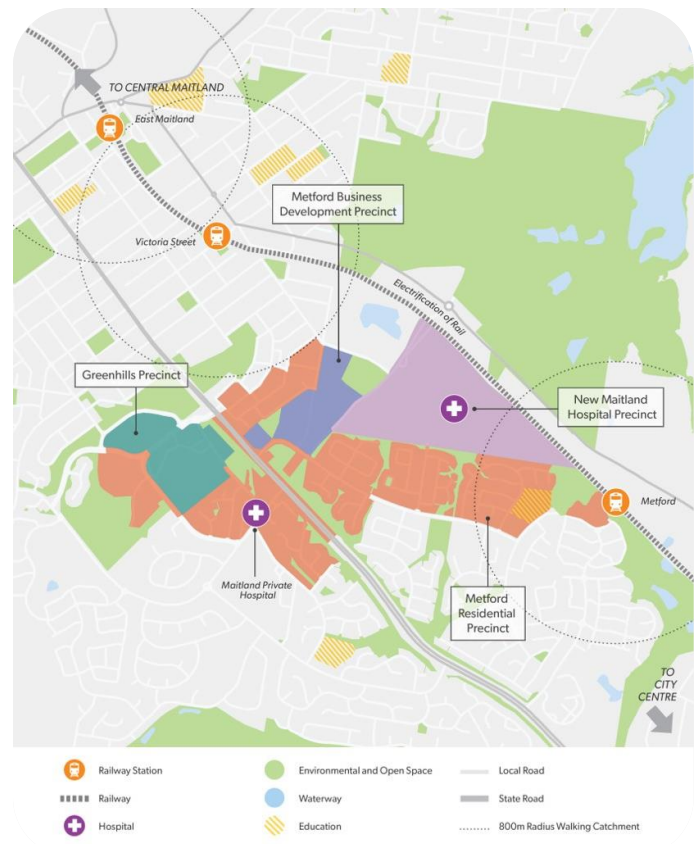 TO CENTRAL MAITLAND
East Maitland
Metford Business
Development Precinct
Victoria Street
Electrification of Rail
Greenhills Precinct
New Maitland
Hospital Precinct
Metford
Maitland Private
Hospital
Metford
Residential
Precinct
TO
CITY
CENTRE
Railway Station
Environmental and Open Space
Local Road
Railway
Waterway
State Road
Hospital
Education
800m Radius Walking Catchment